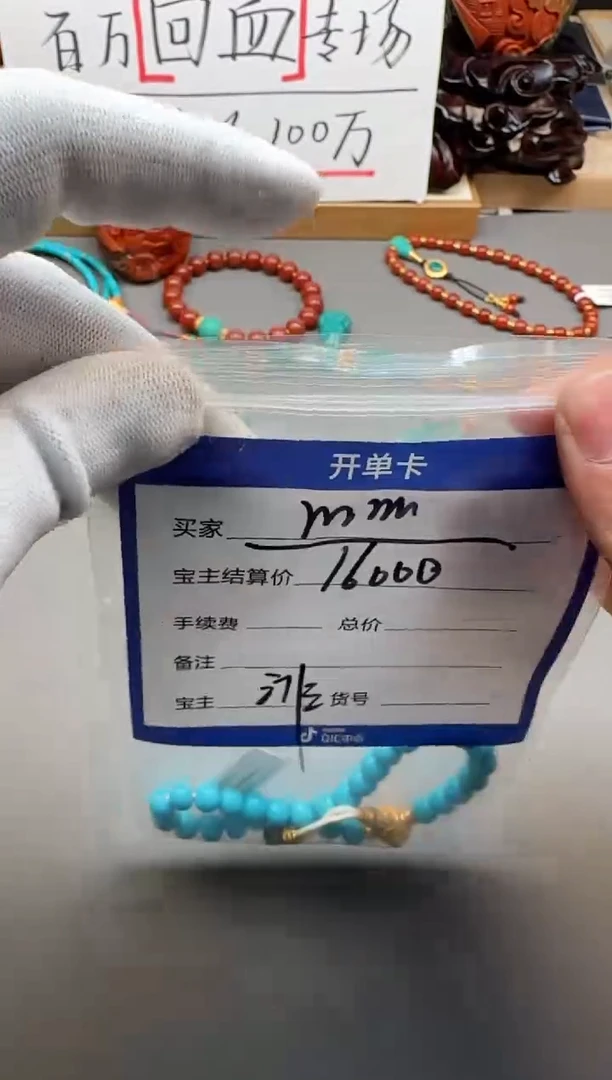 百万[回血]专场
100万
开单卡
买家 mmm
宝主结算价 16000
手续费 总价
备注
宝主 货号